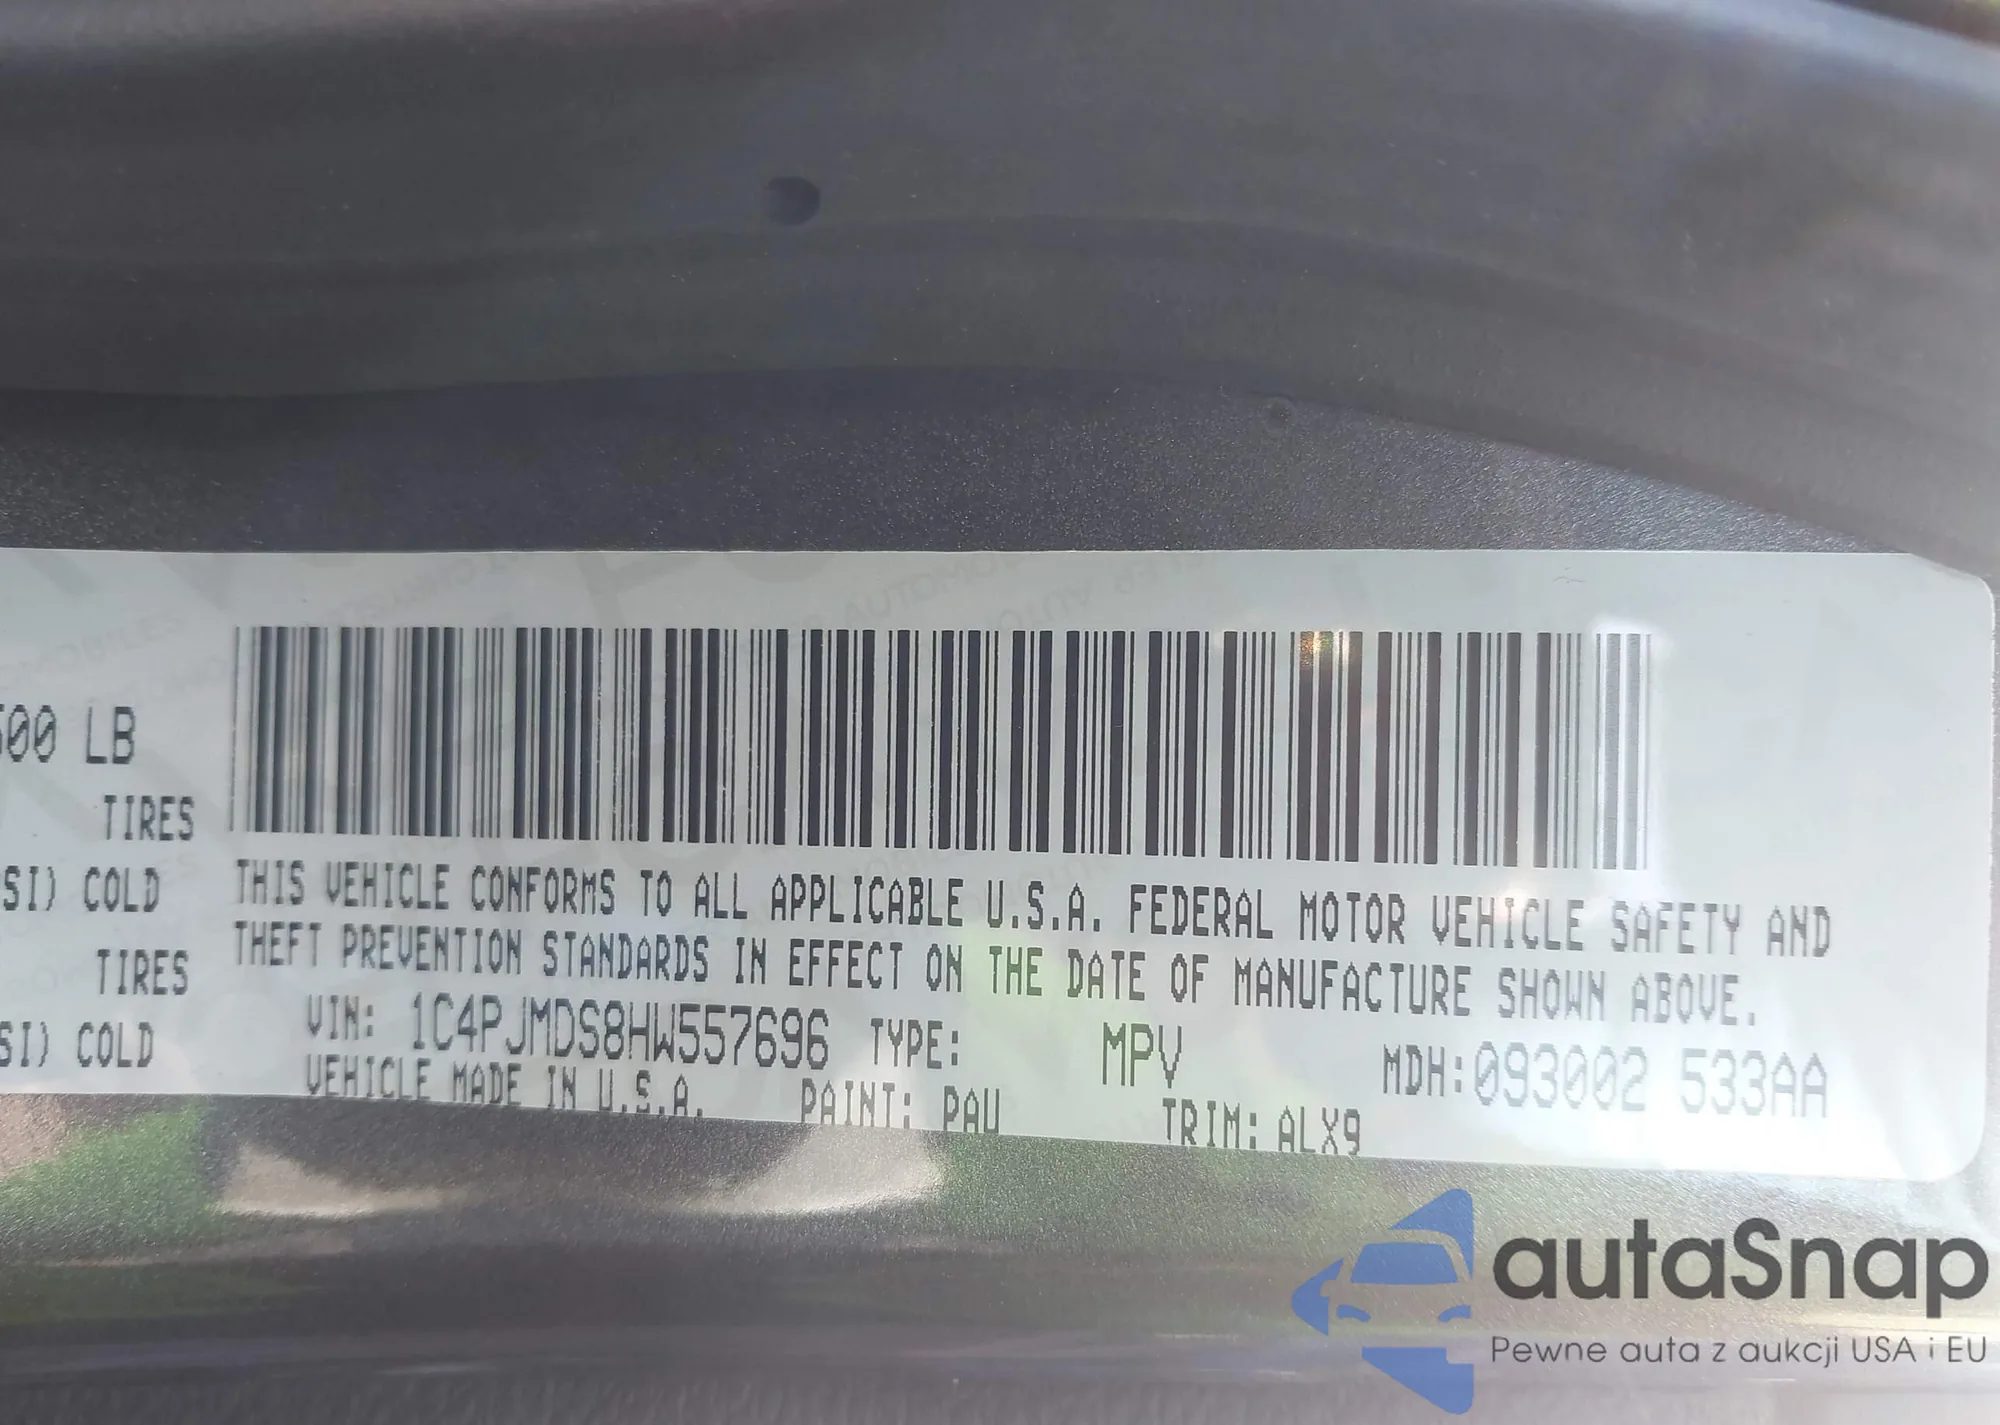 500 LB
TIRES
SI) COLD
TIRES
SI) COLD
THIS VEHICLE CONFORMS TO ALL APPLICABLE U.S.A. FEDERAL MOTOR VEHICLE SAFETY AND
THEFT PREVENTION STANDARDS IN EFFECT ON THE DATE OF MANUFACTURE SHOWN ABOVE.
VIN: 1C4PJMDS8HW557696 TYPE: MPV MDH:093002 533AA
VEHICLE MADE IN U.S.A. PAINT: PAU TRIM: ALX9
autaSnap
Pewne auta z aukcji USA i EU